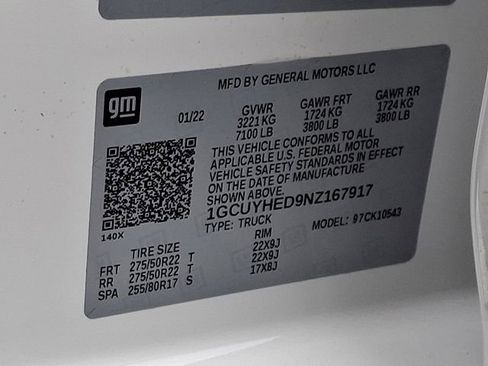 gm
MFD BY GENERAL MOTORS LLC
01/22 GVWR GAWR FRT GAWR RR
3221 KG 1724 KG 1724 KG
7100 LB 3800 LB 3800 LB
THIS VEHICLE CONFORMS TO ALL
APPLICABLE U.S. FEDERAL MOTOR
VEHICLE SAFETY STANDARDS IN EFFECT
ON THE DATE OF MANUFACTURE
SHOWN ABOVE.
1GCUYHED9NZ167917
TYPE: TRUCK 97CK10543
140X
TIRE SIZE RIM
FRT 275/50R22 T 22X9J
RR 275/50R22 T 22X9J
SPA 255/80R17 S 17X8J